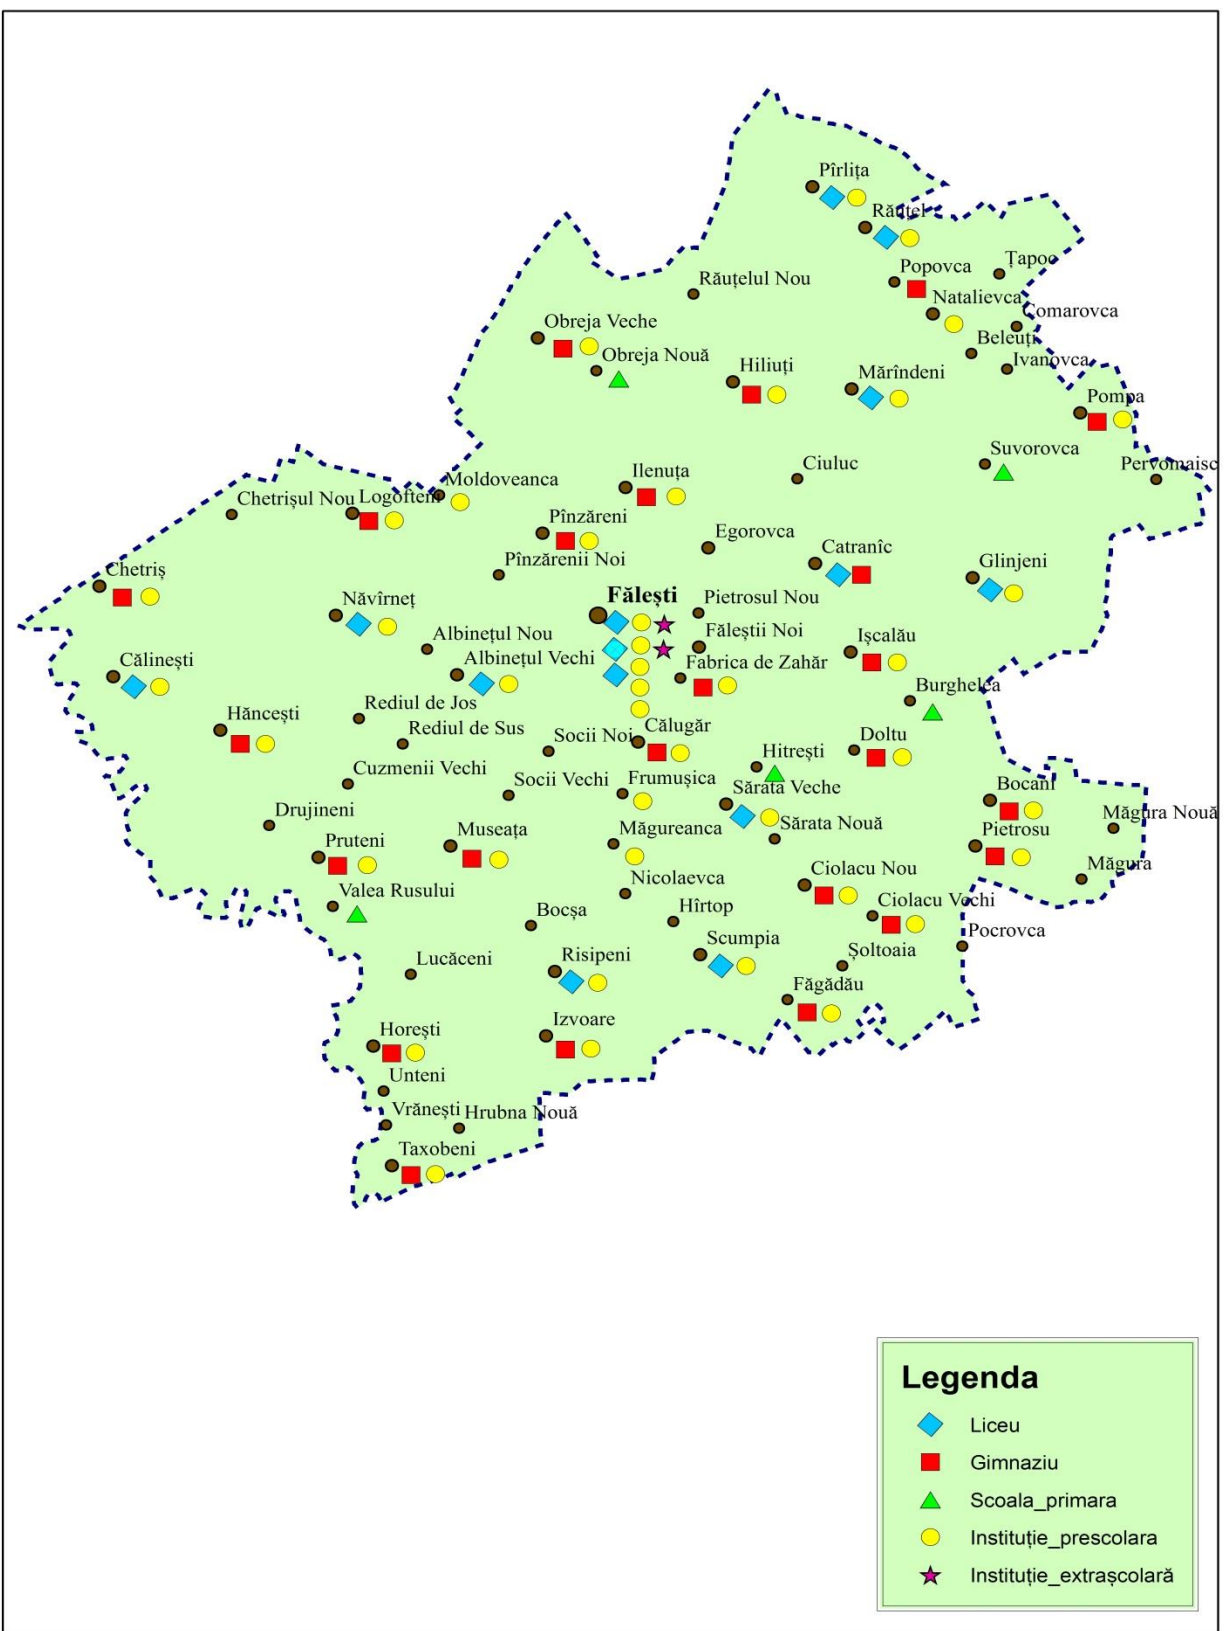 Pîrlița
Răuțel
Țapoc
Popovca
Răuțelul Nou
Natalievca
Comarovca
Obreja Veche
Beleuți
Obreja Nouă
Hiliuți
Mărîndeni
Ivanovca
Pompa
Suvorovca
Pervomaisc
Ciuluc
Ilenuța
Moldoveanca
Chetrișul Nou
Logofteni
Pînzăreni
Egorovca
Catranîc
Glinjeni
Pînzărenii Noi
Chetriș
Fălești
Năvîrneț
Pietrosul Nou
Albinețul Nou
Făleștii Noi
Ișcalău
Călinești
Albinețul Vechi
Fabrica de Zahăr
Burghelea
Rediul de Jos
Hăncești
Rediul de Sus
Socii Noi
Călugăr
Doltu
Hitrești
Cuzmenii Vechi
Socii Vechi
Frumușica
Sărata Veche
Bocani
Drujineni
Măgura Nouă
Pruteni
Museața
Măgureanca
Sărata Nouă
Pietrosu
Ciolacu Nou
Măgura
Valea Rusului
Nicolaevca
Ciolacu Vechi
Bocșa
Hîrtop
Pocrovca
Scumpia
Lucăceni
Risipeni
Șoltoaia
Făgădău
Horești
Izvoare
Unteni
Vrănești
Hrubna Nouă
Taxobeni
Legenda
Liceu
Gimnaziu
Scoala_primara
Instituție_prescolara
Instituție_extrașcolară